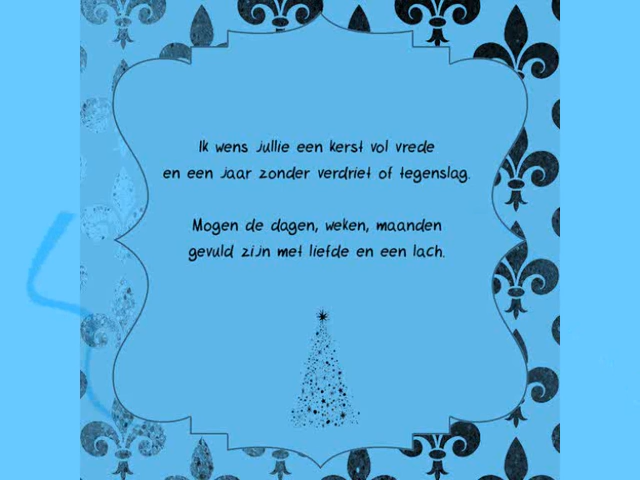 Ik wens jullie een kerst vol vrede
en een jaar zonder verdriet of tegenslag.
Mogen de dagen, weken, maanden
gevuld zijn met liefde en een lach.